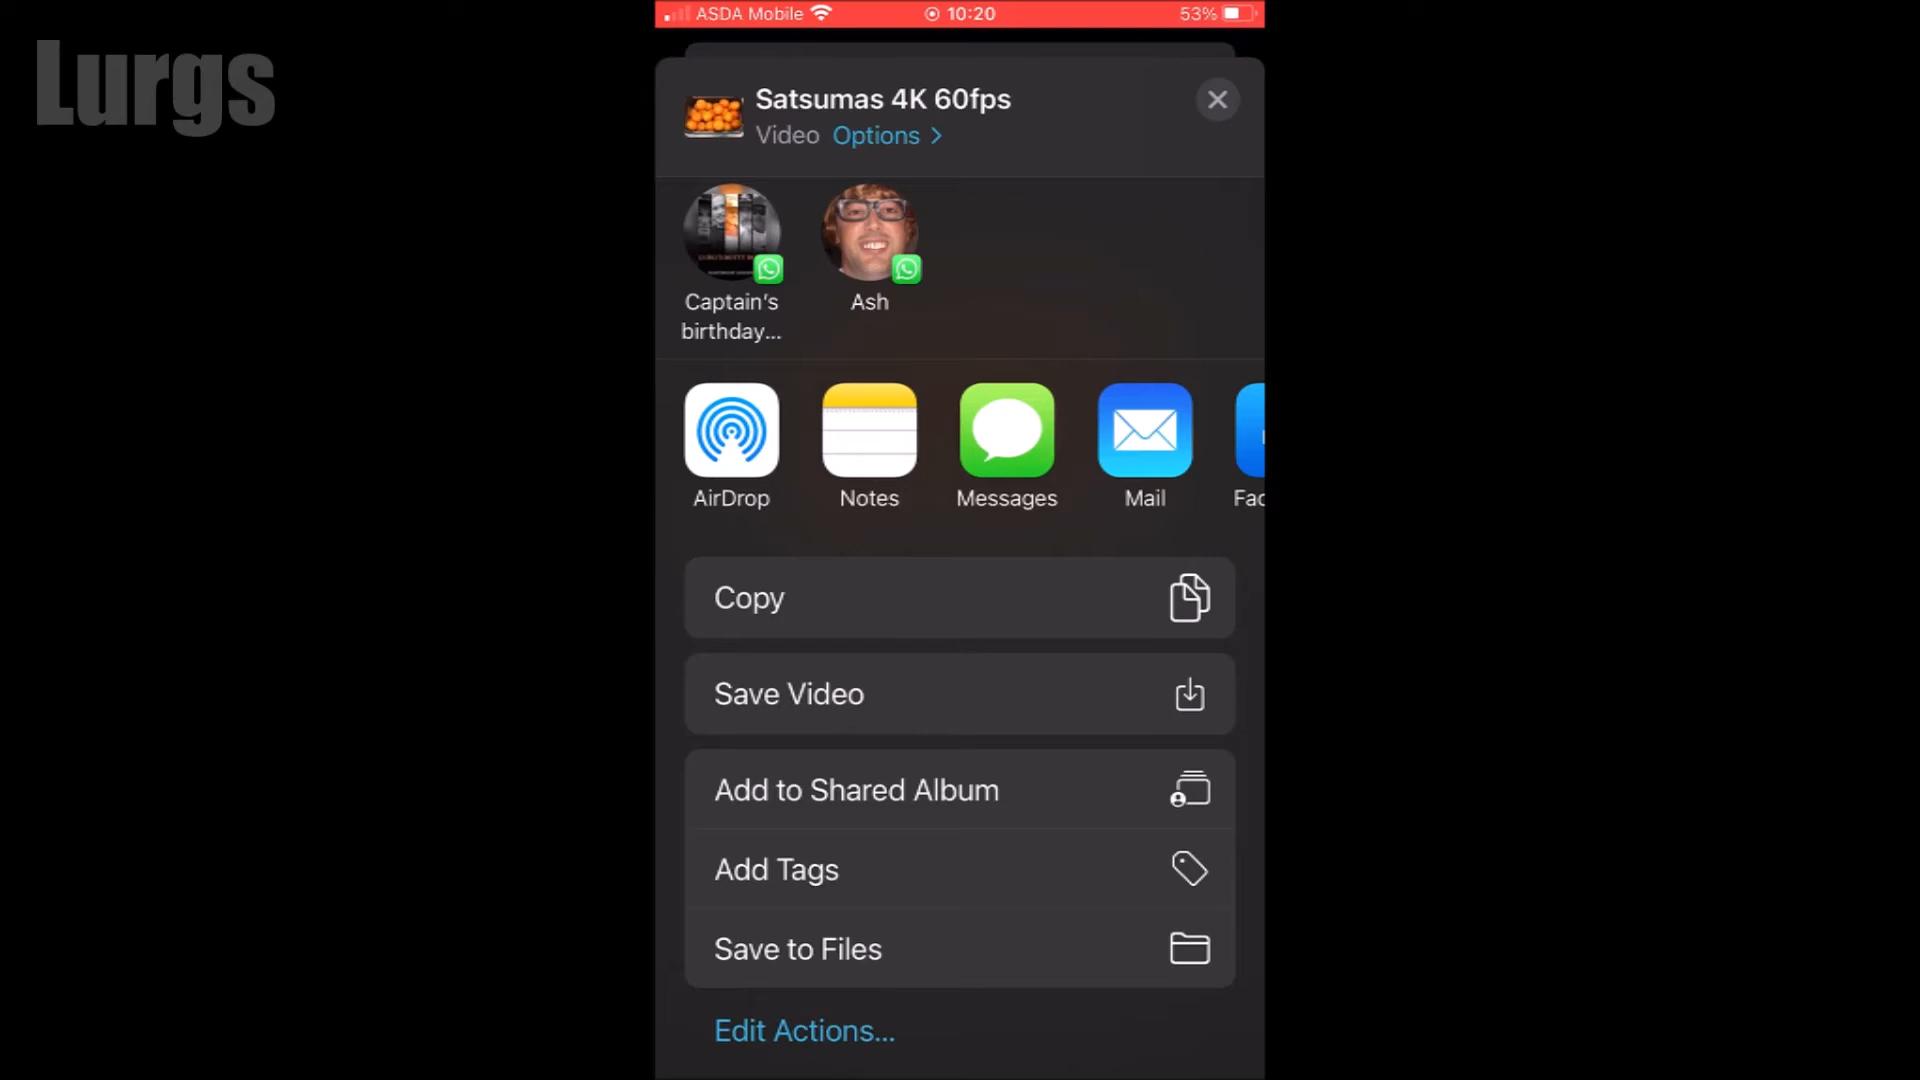 Lurgs
ASDA Mobile
10:20
53%
Satsumas 4K 60fps
Video Options >
Captain's
birthday...
Ash
AirDrop
Notes
Messages
Mail
Fac
Copy
Save Video
Add to Shared Album
Add Tags
Save to Files
Edit Actions...